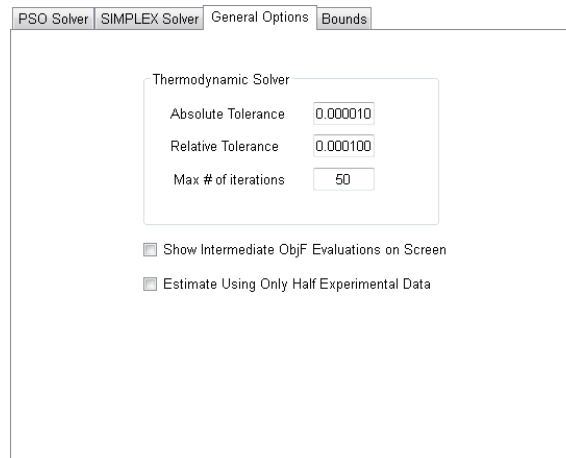 PSO Solver SIMPLEX Solver General Options Bounds
Thermodynamic Solver
Absolute Tolerance 0.000010
Relative Tolerance 0.000100
Max # of iterations 50
Show Intermediate ObjF Evaluations on Screen
Estimate Using Only Half Experimental Data